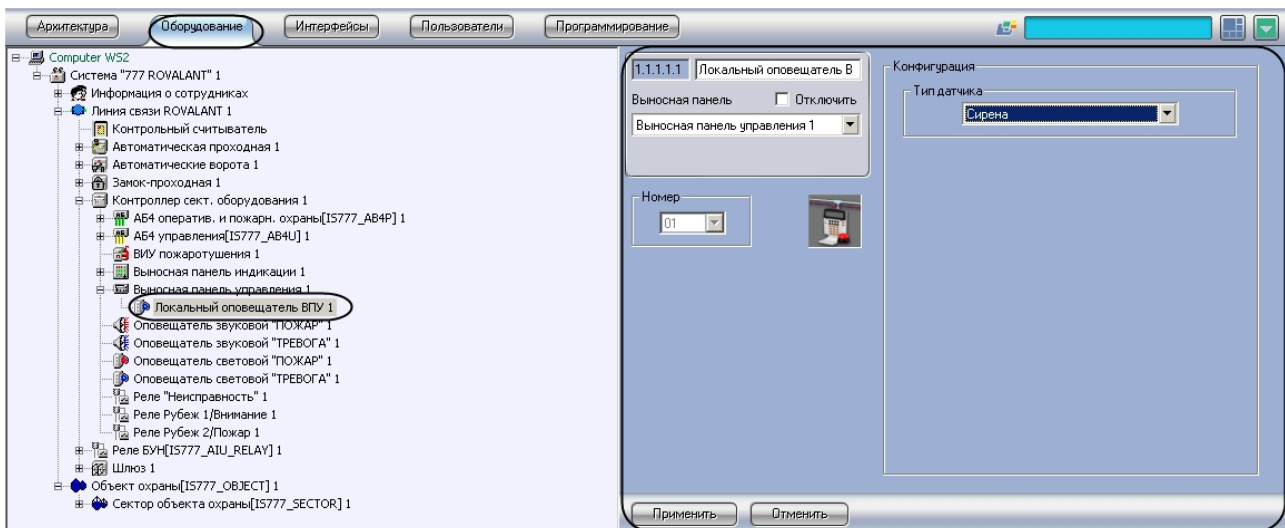 Архитектура
Оборудование
Интерфейсы
Пользователи
Программирование
Computer WS2
Система "777 ROVALANT" 1
Информация о сотрудниках
Линия связи ROVALANT 1
Контрольный считыватель
Автоматическая проходная 1
Автоматические ворота 1
Замок-проходная 1
Контроллер сект. оборудования 1
АБ4 оператив. и пожарн. охраны[IS777_AB4P] 1
АБ4 управления[IS777_AB4U] 1
ВИУ пожаротушения 1
Выносная панель индикации 1
Выносная панель управления 1
Локальный оповещатель ВПУ 1
Оповещатель звуковой "ПОЖАР" 1
Оповещатель звуковой "ТРЕВОГА" 1
Оповещатель световой "ПОЖАР" 1
Оповещатель световой "ТРЕВОГА" 1
Реле "Неисправность" 1
Реле Рубеж 1/Внимание 1
Реле Рубеж 2/Пожар 1
Реле БУН[IS777_AIU_RELAY] 1
Шлюз 1
Объект охраны[IS777_OBJECT] 1
Сектор объекта охраны[IS777_SECTOR] 1
1.1.1.1.1 Локальный оповещатель В
Выносная панель Отключить
Выносная панель управления 1
Номер
01
Конфигурация
Тип датчика
Сирена
Применить
Отменить